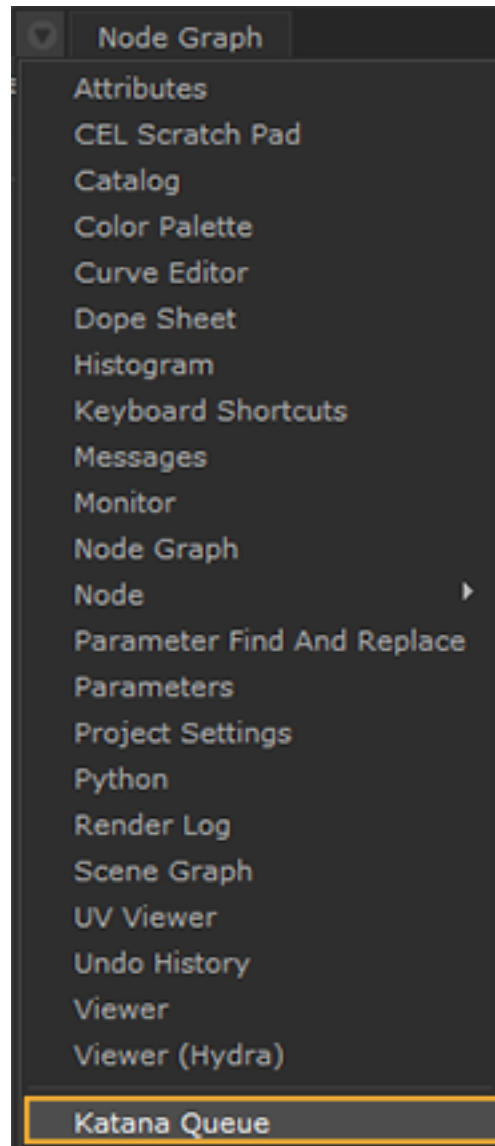 Node Graph
Attributes
CEL Scratch Pad
Catalog
Color Palette
Curve Editor
Dope Sheet
Histogram
Keyboard Shortcuts
Messages
Monitor
Node Graph
Node
Parameter Find And Replace
Parameters
Project Settings
Python
Render Log
Scene Graph
UV Viewer
Undo History
Viewer
Viewer (Hydra)
Katana Queue